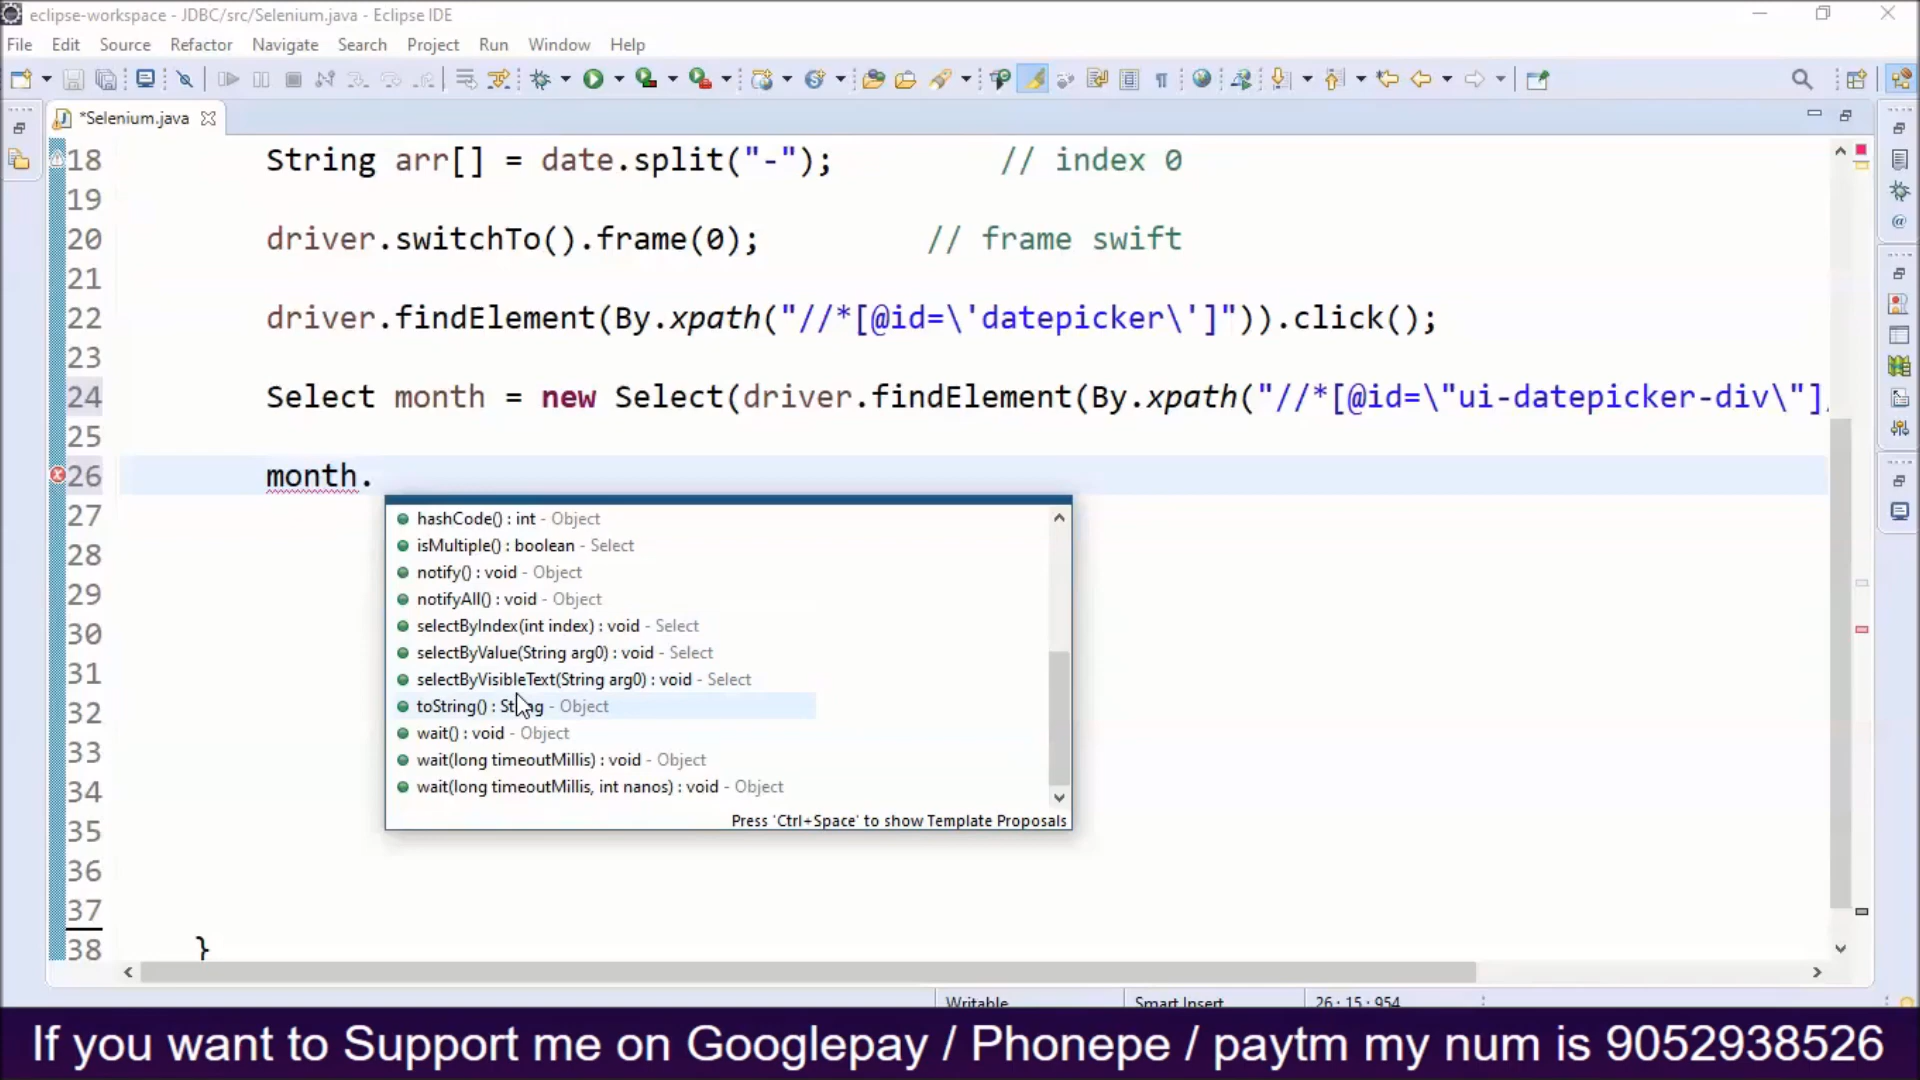 eclipse-workspace - JDBC/src/Selenium.java - Eclipse IDE
File Edit Source Refactor Navigate Search Project Run Window Help
*Selenium.java
18 String arr[] = date.split("-"); // index 0
19
20 driver.switchTo().frame(0); // frame swift
21
22 driver.findElement(By.xpath("//*[@id=\'datepicker\']")).click();
23
24 Select month = new Select(driver.findElement(By.xpath("//*[@id=\"ui-datepicker-div\"]
25
26 month.
27
28
29
30
31
32
33
34
35
36
37
38 }
hashCode() : int - Object
isMultiple() : boolean - Select
notify() : void - Object
notifyAll() : void - Object
selectByIndex(int index) : void - Select
selectByValue(String arg0) : void - Select
selectByVisibleText(String arg0) : void - Select
toString() : String - Object
wait() : void - Object
wait(long timeoutMillis) : void - Object
wait(long timeoutMillis, int nanos) : void - Object
Press 'Ctrl+Space' to show Template Proposals
Writable Smart Insert 26 : 15 : 954
If you want to Support me on Googlepay / Phonepe / paytm my num is 9052938526